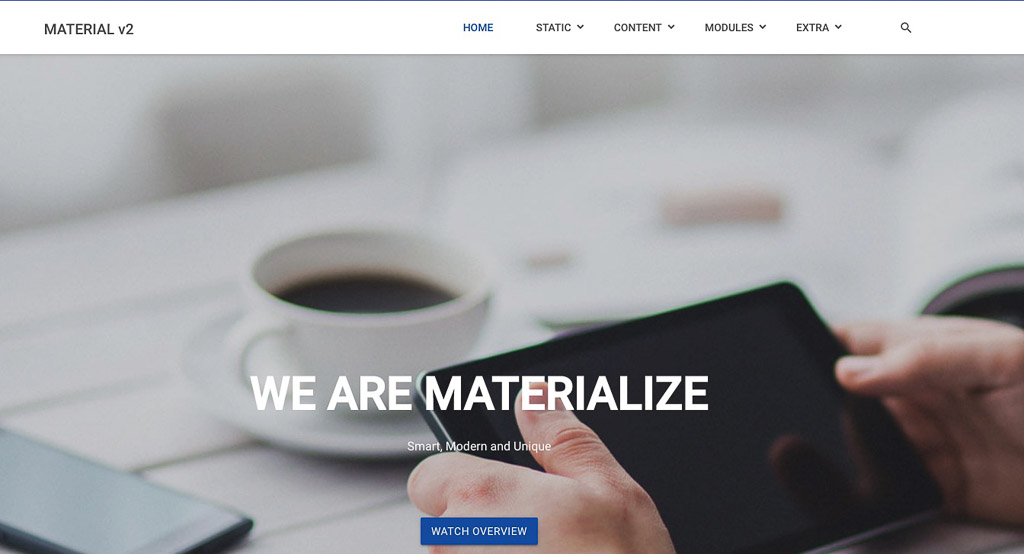 MATERIAL v2
HOME
STATIC
CONTENT
MODULES
EXTRA
WE ARE MATERIALIZE
Smart, Modern and Unique
WATCH OVERVIEW